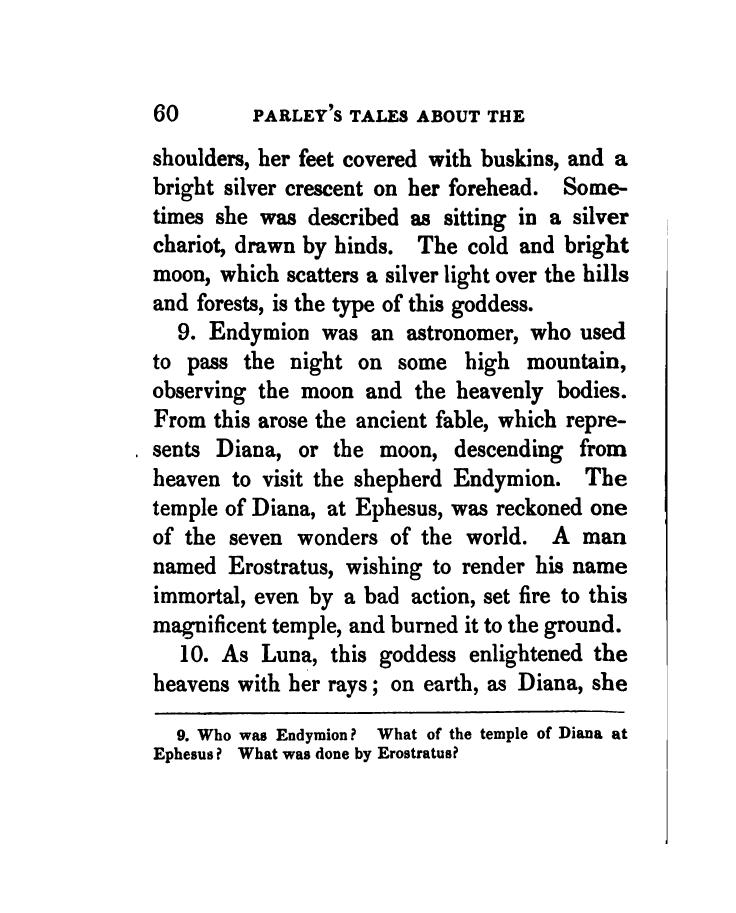 60 PARLEY'S TALES ABOUT THE
shoulders, her feet covered with buskins, and a
bright silver crescent on her forehead. Some-
times she was described as sitting in a silver
chariot, drawn by hinds. The cold and bright
moon, which scatters a silver light over the hills
and forests, is the type of this goddess.
9. Endymion was an astronomer, who used
to pass the night on some high mountain,
observing the moon and the heavenly bodies.
From this arose the ancient fable, which repre-
sents Diana, or the moon, descending from
heaven to visit the shepherd Endymion. The
temple of Diana, at Ephesus, was reckoned one
of the seven wonders of the world. A man
named Erostratus, wishing to render his name
immortal, even by a bad action, set fire to this
magnificent temple, and burned it to the ground.
10. As Luna, this goddess enlightened the
heavens with her rays; on earth, as Diana, she
9. Who was Endymion? What of the temple of Diana at
Ephesus? What was done by Erostratus?